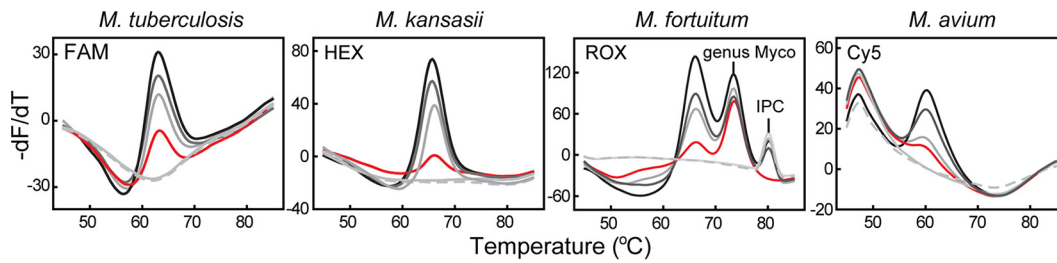 M. tuberculosis M. kansasii M. fortuitum M. avium
FAM HEX ROX genus Myco Cy5
IPC
30 0 -30
80 40 0 -40
120 60 0 -60
60 40 20 0 -20
-dF/dT
50 60 70 80 50 60 70 80 50 60 70 80 50 60 70 80
Temperature (ºC)